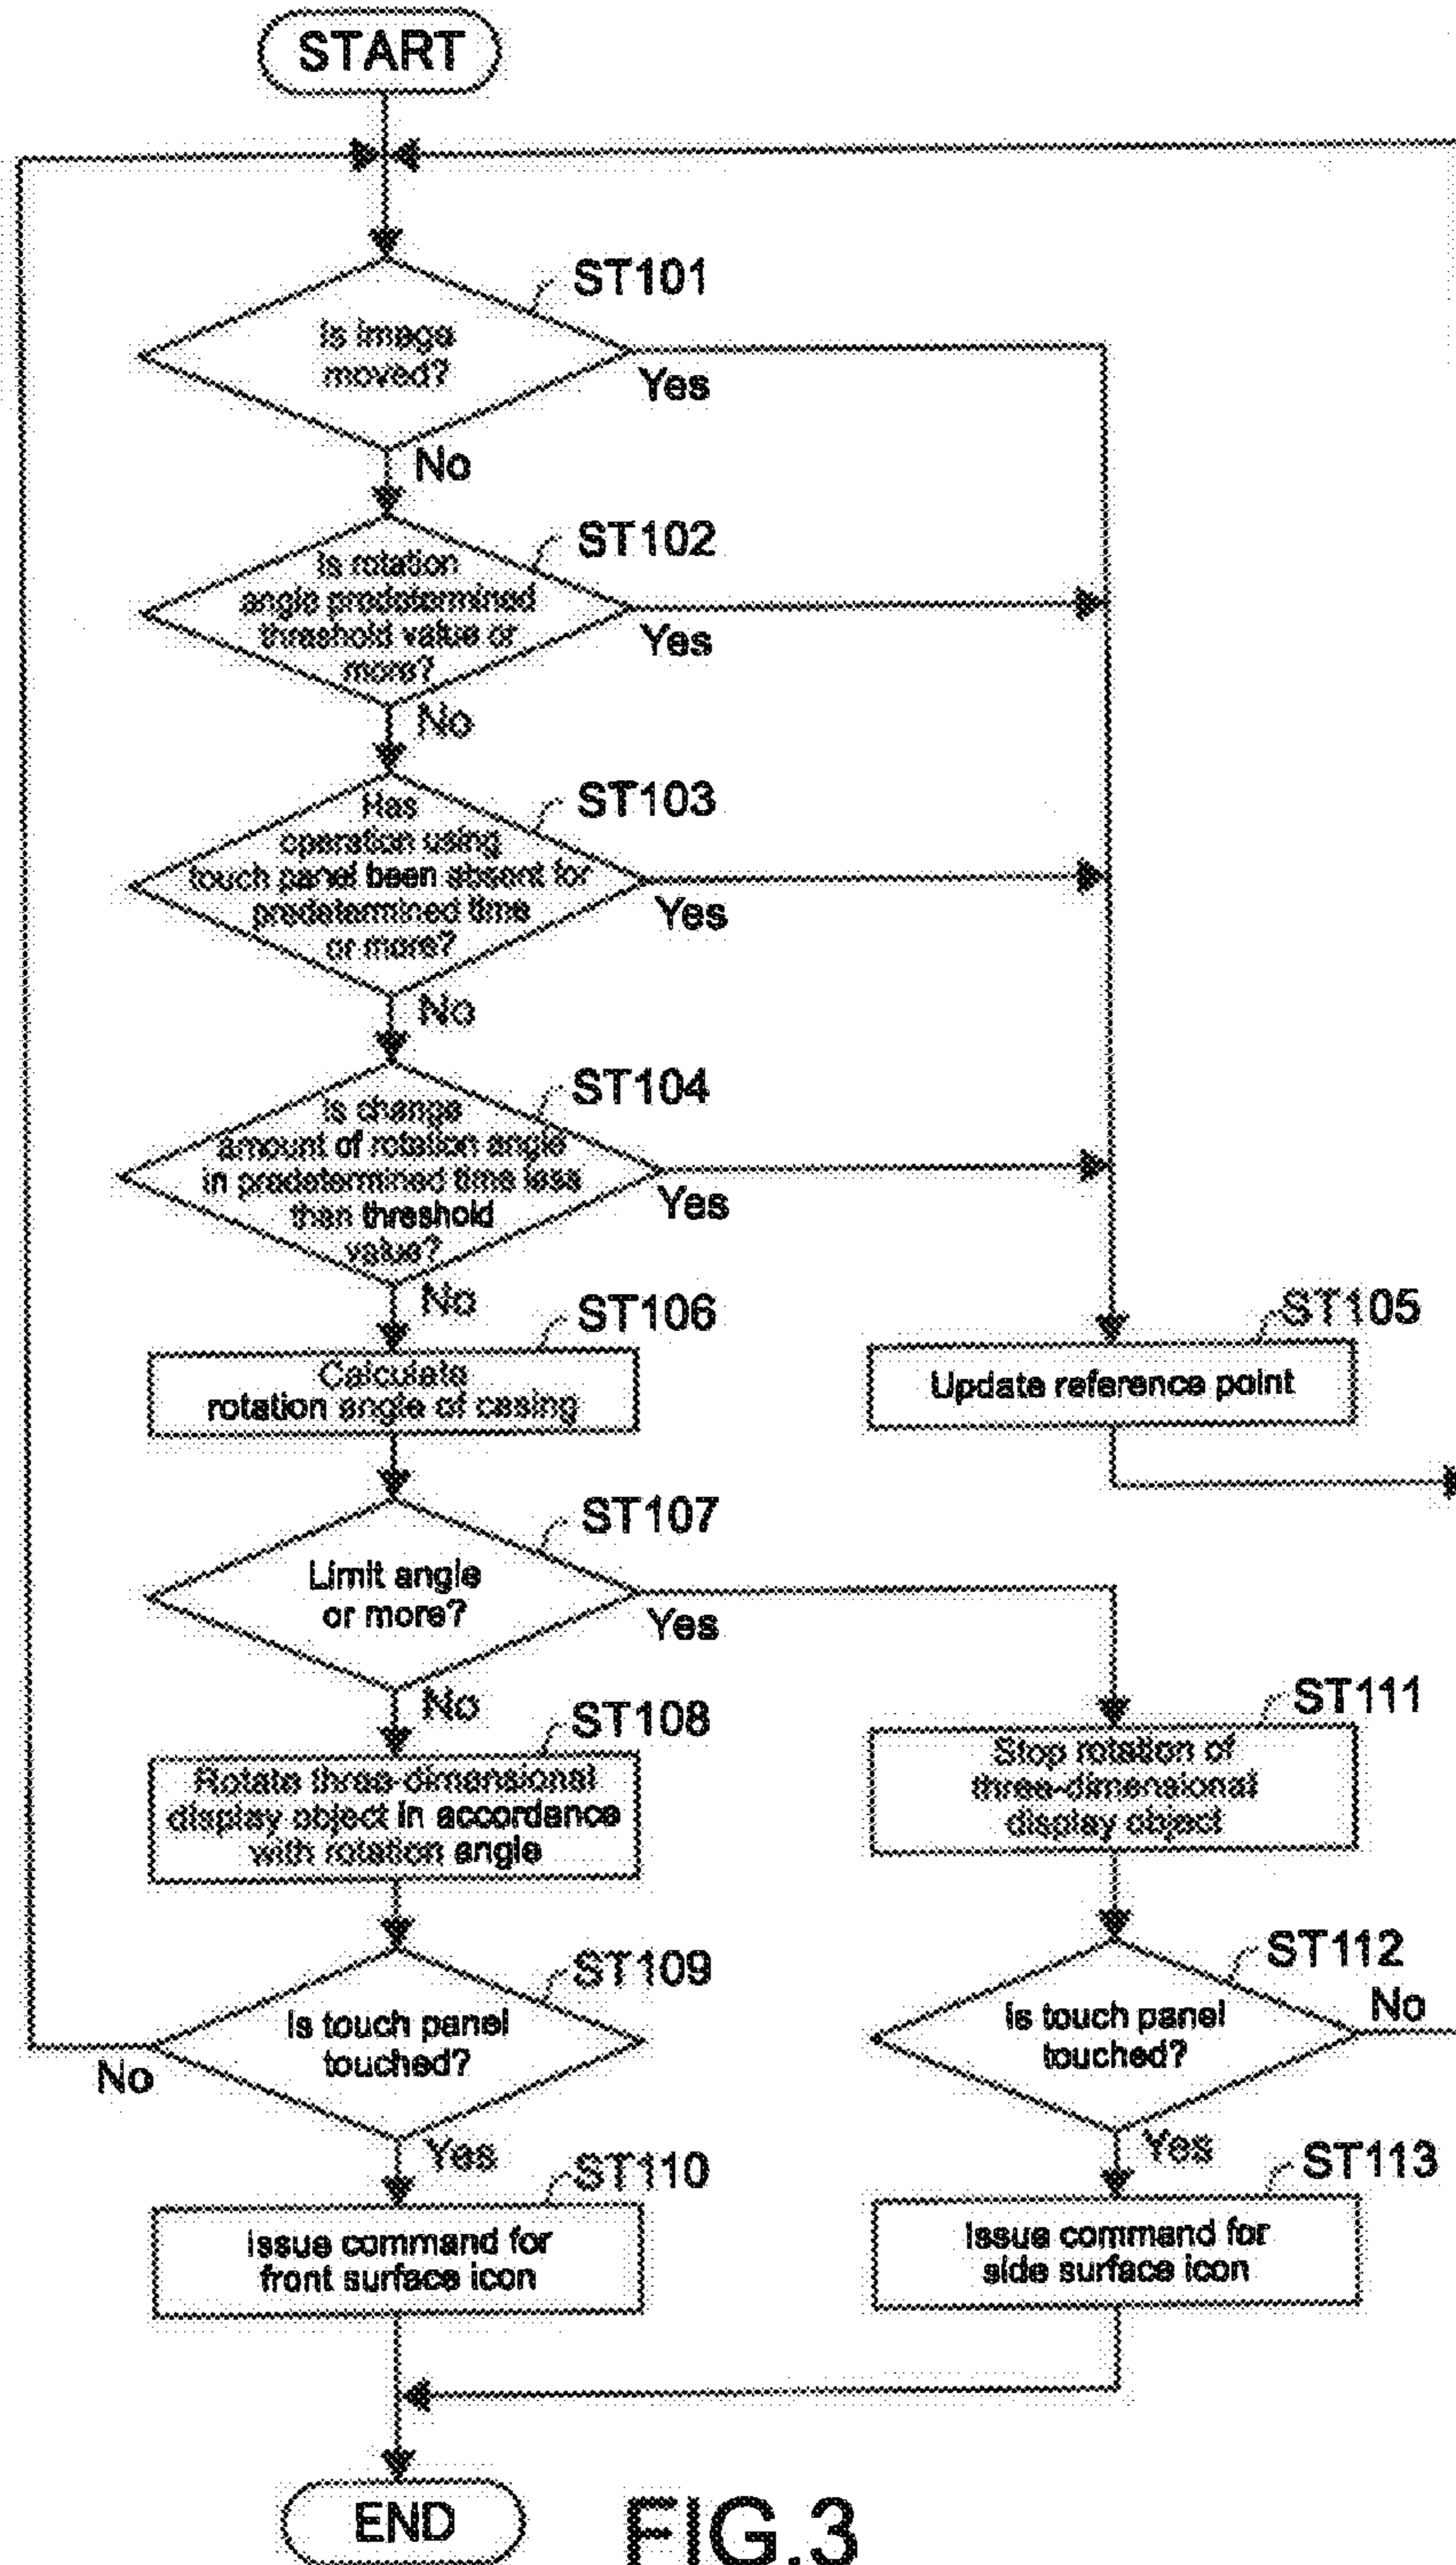 START
ST101
Is image
moved?
Yes
No
ST102
Is rotation
angle predetermined
threshold value or
more?
Yes
No
ST103
Has
operation using
touch panel been absent for
predetermined time
or more?
Yes
No
ST104
Is change
amount of rotation angle
in predetermined time less
than threshold
value?
Yes
No
ST106
Calculate
rotation angle of casing
ST105
Update reference point
ST107
Limit angle
or more?
Yes
No
ST108
Rotate three-dimensional
display object in accordance
with rotation angle
ST111
Stop rotation of
three-dimensional
display object
ST109
Is touch panel
touched?
No
Yes
ST112
Is touch panel
touched?
No
Yes
ST110
Issue command for
front surface icon
ST113
Issue command for
side surface icon
END
FIG.3